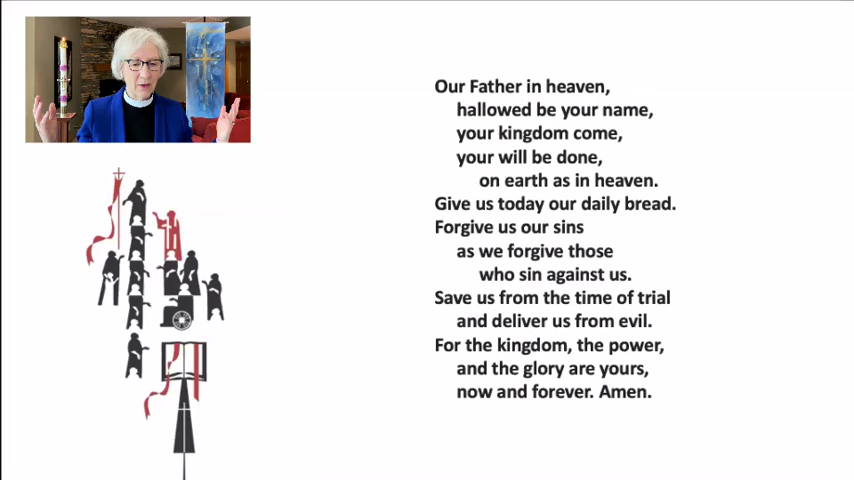 Our Father in heaven,
hallowed be your name,
your kingdom come,
your will be done,
on earth as in heaven.
Give us today our daily bread.
Forgive us our sins
as we forgive those
who sin against us.
Save us from the time of trial
and deliver us from evil.
For the kingdom, the power,
and the glory are yours,
now and forever. Amen.